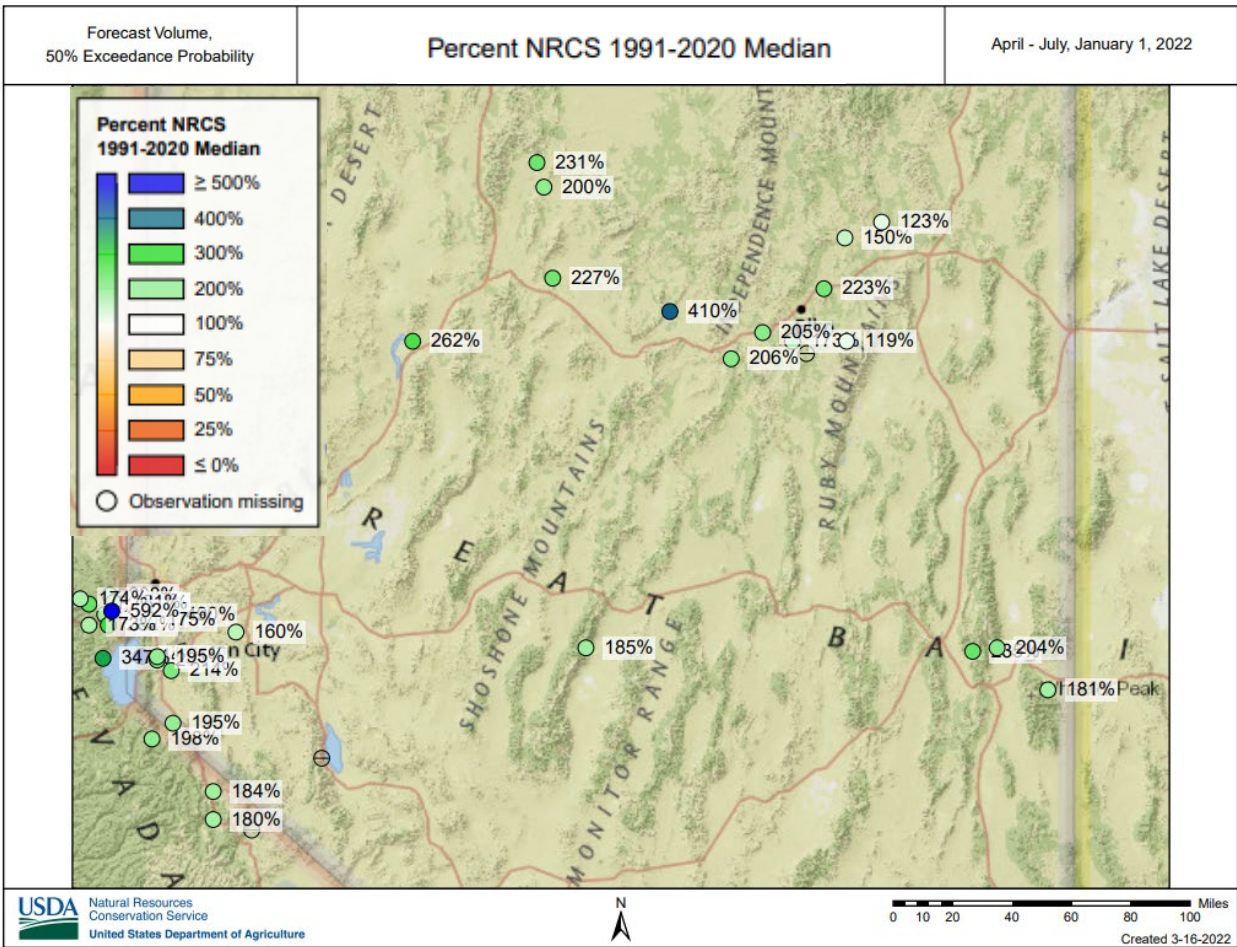 Forecast Volume,
50% Exceedance Probability
Percent NRCS 1991-2020 Median
April - July, January 1, 2022
Percent NRCS
1991-2020 Median
≥ 500%
400%
300%
200%
100%
75%
50%
25%
≤ 0%
Observation missing
DESERT
231%
200%
227%
262%
410%
123%
150%
223%
205%
119%
206%
RUBY MOUNTAINS
SALT LAKE DESERT
SHOSHONE MOUNTAINS
MONITOR RANGE
R E A T
B A
I
174%
592%
160%
347%
195%
n City
214%
195%
198%
184%
180%
185%
204%
181%
Peak
E V A D A
USDA
Natural Resources
Conservation Service
United States Department of Agriculture
N
Miles
0 10 20 40 60 80 100
Created 3-16-2022